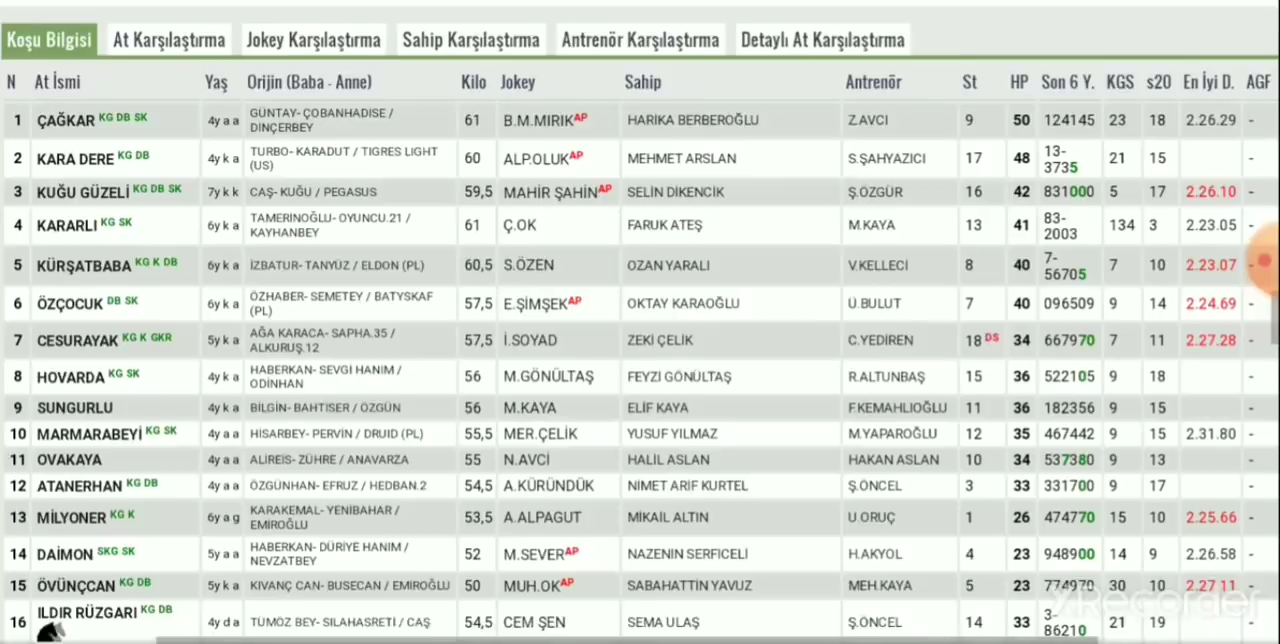 Koşu Bilgisi At Karşılaştırma Jokey Karşılaştırma Sahip Karşılaştırma Antrenör Karşılaştırma Detaylı At Karşılaştırma
N At İsmi Yaş Orijin (Baba - Anne) Kilo Jokey Sahip Antrenör St HP Son 6 Y. KGS s20 En İyi D. AGF
1 ÇAĞKAR KG DB SK 4y a a GÜNTAY- ÇOBANHADISE / DINÇERBEY 61 B.M.MIRIK AP HARİKA BERBEROĞLU Z.AVCI 9 50 124145 23 18 2.26.29 -
2 KARA DERE KG DB 4y k a TURBO- KARADUT / TIGRES LIGHT (US) 60 ALP.OLUK AP MEHMET ARSLAN S.ŞAHYAZICI 17 48 13-3735 21 15 -
3 KUĞU GÜZELİ KG DB SK 7y k k CAŞ- KUĞU / PEGASUS 59,5 MAHİR ŞAHİN AP SELİN DİKENCİK Ş.ÖZGÜR 16 42 831000 5 17 2.26.10 -
4 KARARLI KG SK 6y k a TAMERINOĞLU- OYUNCU.21 / KAYHANBEY 61 Ç.OK FARUK ATEŞ M.KAYA 13 41 83-2003 134 3 2.23.05 -
5 KÜRŞATBABA KG K DB 6y k a İZBATUR- TANYÜZ / ELDON (PL) 60,5 S.ÖZEN OZAN YARALI V.KELLECİ 8 40 7-56705 7 10 2.23.07 -
6 ÖZÇOCUK DB SK 6y k a ÖZHABER- SEMETEY / BATYSKAF (PL) 57,5 E.ŞİMŞEK AP OKTAY KARAOĞLU Ü.BULUT 7 40 096509 9 14 2.24.69 -
7 CESURAYAK KG K GKR 5y k a AĞA KARACA- SAPHA.35 / ALKURUŞ.12 57,5 İ.SOYAD ZEKİ ÇELİK C.YEDİREN 18 DS 34 667970 7 11 2.27.28 -
8 HOVARDA KG SK 4y k a HABERKAN- SEVGİ HANIM / ODİNHAN 56 M.GÖNÜLTAŞ FEYZİ GÖNÜLTAŞ R.ALTUNBAŞ 15 36 522105 9 18 -
9 SUNGURLU 4y k a BİLGİN- BAHTISER / ÖZGÜN 56 M.KAYA ELİF KAYA F.KEMAHLIOĞLU 11 36 182356 9 15 -
10 MARMARABEYİ KG SK 4y a a HISARBEY- PERVİN / DRUID (PL) 55,5 MER.ÇELİK YUSUF YILMAZ M.YAPAROĞLU 12 35 467442 9 15 2.31.80 -
11 OVAKAYA 4y a a ALIREİS- ZÜHRE / ANAVARZA 55 N.AVCI HALİL ASLAN HAKAN ASLAN 10 34 537380 9 13 -
12 ATANERHAN KG DB 4y a a ÖZGÜNHAN- EFRUZ / HEDBAN.2 54,5 A.KÜRÜNDÜK NİMET ARİF KURTEL Ş.ÖNCEL 3 33 331700 9 17 -
13 MİLYONER KG K 6y a g KARAKEMAL- YENİBAHAR / EMİROĞLU 53,5 A.ALPAGUT MİKAİL ALTIN U.ORUÇ 1 26 474770 15 10 2.25.66 -
14 DAİMON SKG SK 5y a a HABERKAN- DÜRİYE HANIM / NEVZATBEY 52 M.SEVER AP NAZENİN SERFİCELİ H.AKYOL 4 23 948900 14 9 2.26.58 -
15 ÖVÜNÇCAN KG DB 5y k a KIVANÇ CAN- BUSECAN / EMIROĞLU 50 MUH.OK AP SABAHATTİN YAVUZ MEH.KAYA 5 23 774970 30 10 2.27.11 -
16 ILDIR RÜZGARI KG DB 4y d a TÜMÖZ BEY- SILAHASRETI / CAŞ 54,5 CEM ŞEN SEMA ULAŞ Ş.ÖNCEL 14 33 3-86210 21 19 -
XRecorder